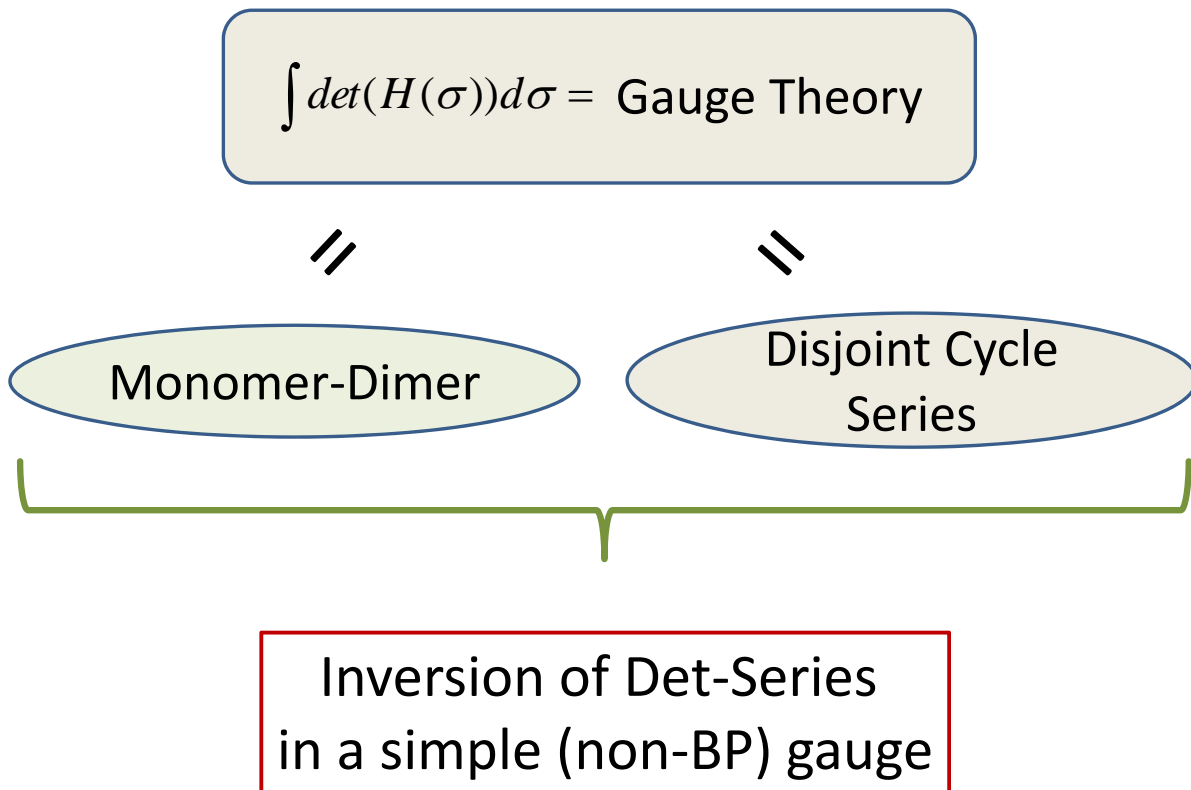 ∫det(H(σ))dσ = Gauge Theory
=
=
Monomer-Dimer
Disjoint Cycle
Series
Inversion of Det-Series
in a simple (non-BP) gauge